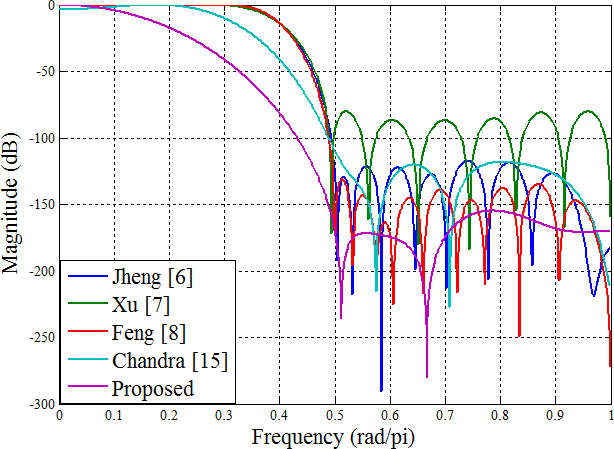 0
-50
-100
-150
-200
-250
-300
Magnitude (dB)
Jheng [6]
Xu [7]
Feng [8]
Chandra [15]
Proposed
0 0.1 0.2 0.3 0.4 0.5 0.6 0.7 0.8 0.9 1
Frequency (rad/pi)